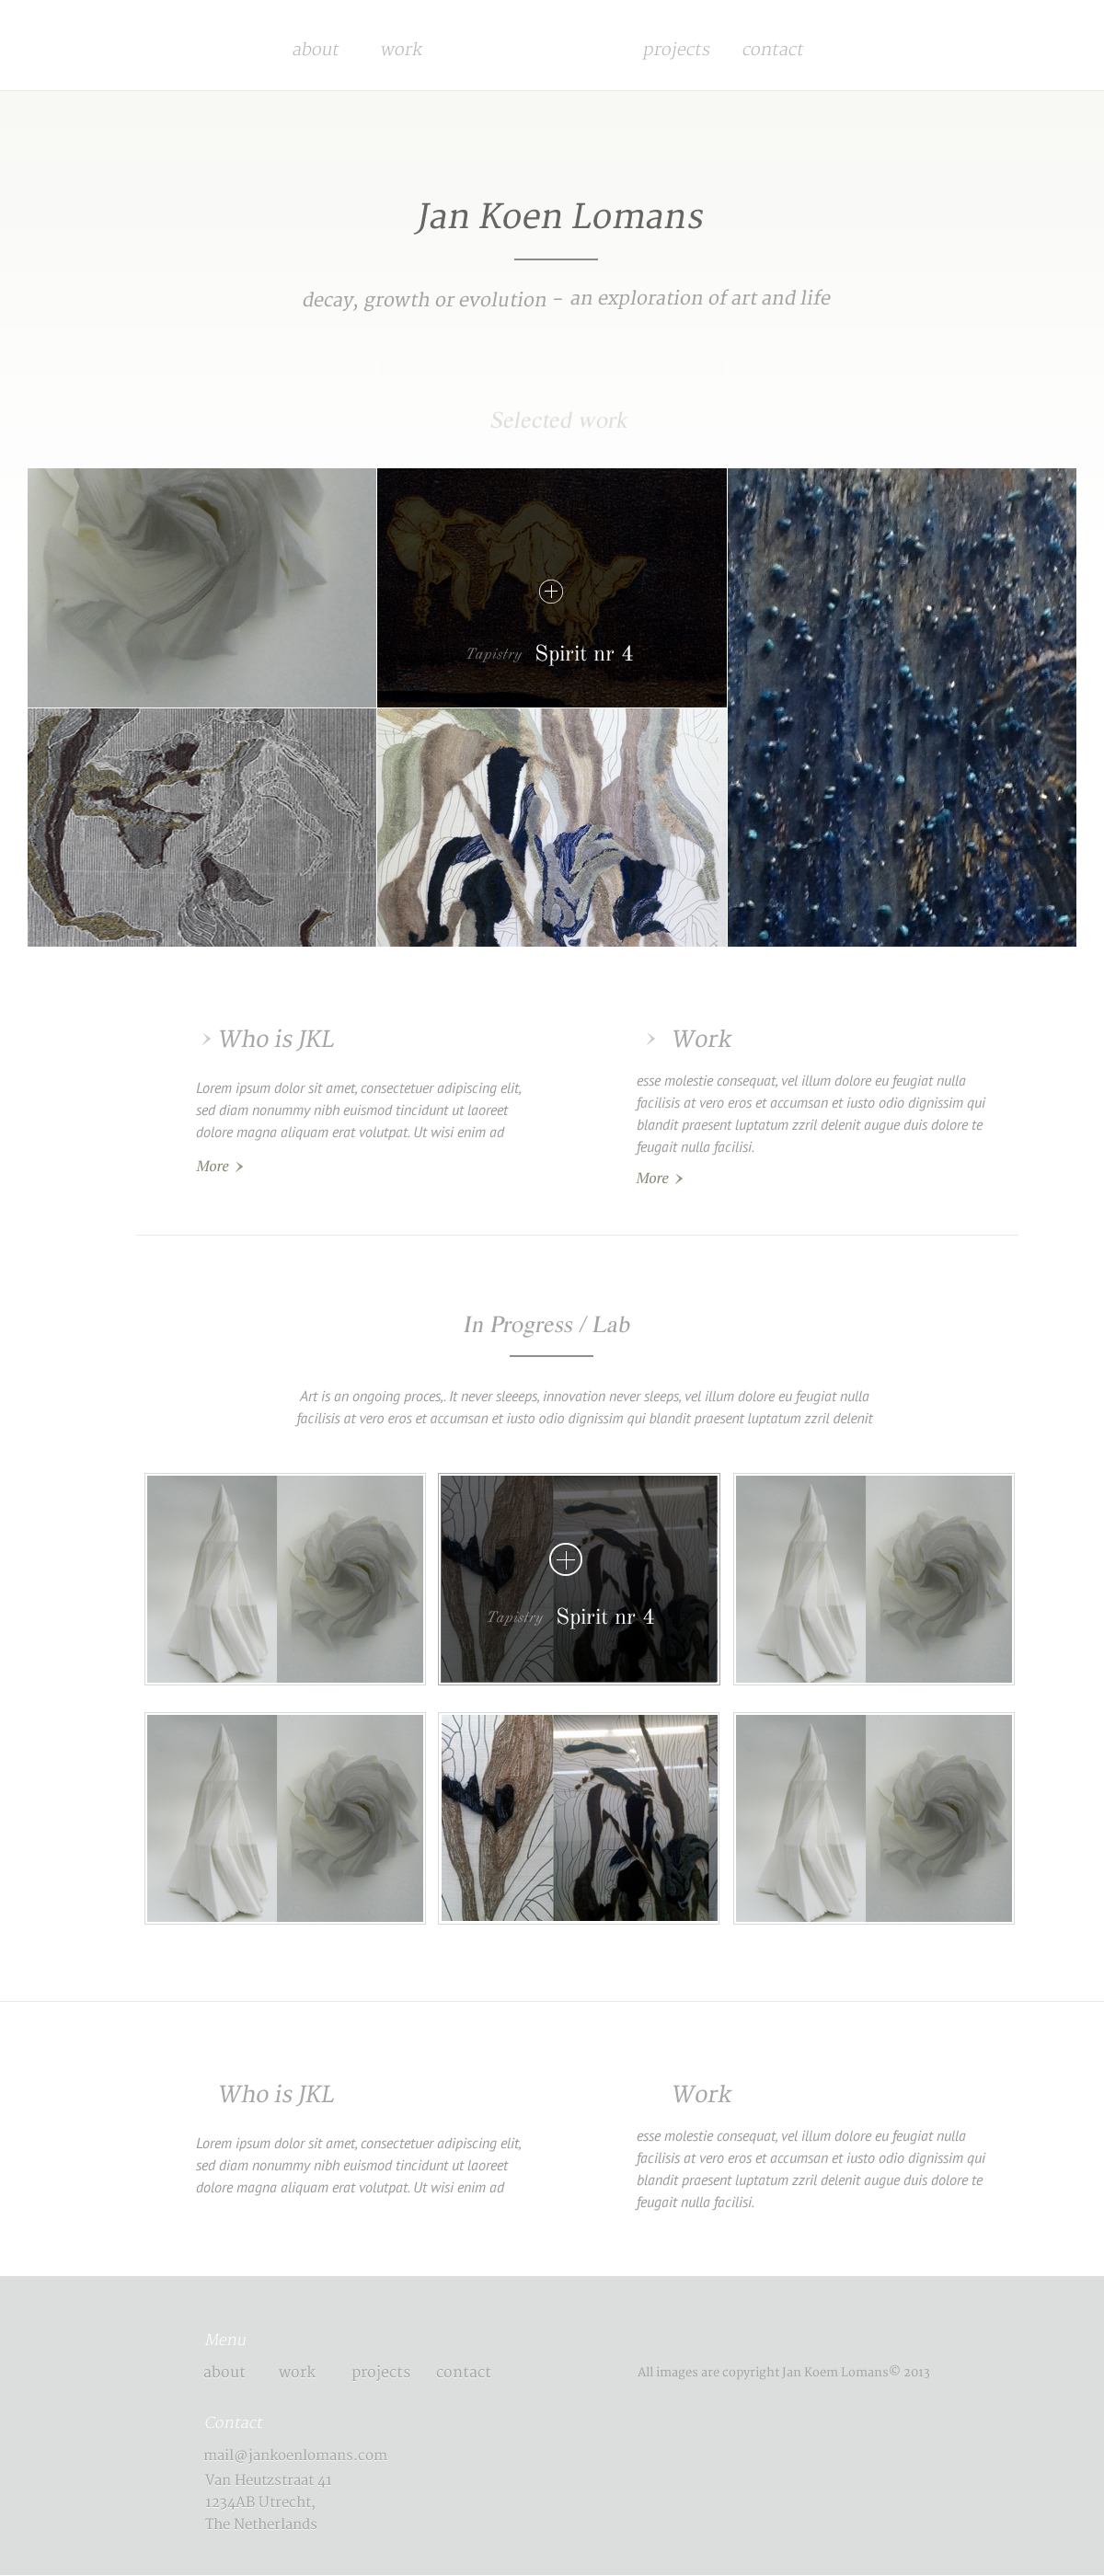 about work projects contact
Jan Koen Lomans
decay, growth or evolution - an exploration of art and life
Selected work
Tapistry Spirit nr 4
Who is JKL
Lorem ipsum dolor sit amet, consectetuer adipiscing elit,
sed diam nonummy nibh euismod tincidunt ut laoreet
dolore magna aliquam erat volutpat. Ut wisi enim ad
More
Work
esse molestie consequat, vel illum dolore eu feugiat nulla
facilisis at vero eros et accumsan et iusto odio dignissim qui
blandit praesent luptatum zzril delenit augue duis dolore te
feugait nulla facilisi.
More
In Progress / Lab
Art is an ongoing proces,. It never sleeeps, innovation never sleeps, vel illum dolore eu feugiat nulla
facilisis at vero eros et accumsan et iusto odio dignissim qui blandit praesent luptatum zzril delenit
Tapistry Spirit nr 4
Who is JKL
Lorem ipsum dolor sit amet, consectetuer adipiscing elit,
sed diam nonummy nibh euismod tincidunt ut laoreet
dolore magna aliquam erat volutpat. Ut wisi enim ad
Work
esse molestie consequat, vel illum dolore eu feugiat nulla
facilisis at vero eros et accumsan et iusto odio dignissim qui
blandit praesent luptatum zzril delenit augue duis dolore te
feugait nulla facilisi.
Menu
about work projects contact
All images are copyright Jan Koem Lomans© 2013
Contact
mail@jankoenlomans.com
Van Heutzstraat 41
1234AB Utrecht,
The Netherlands